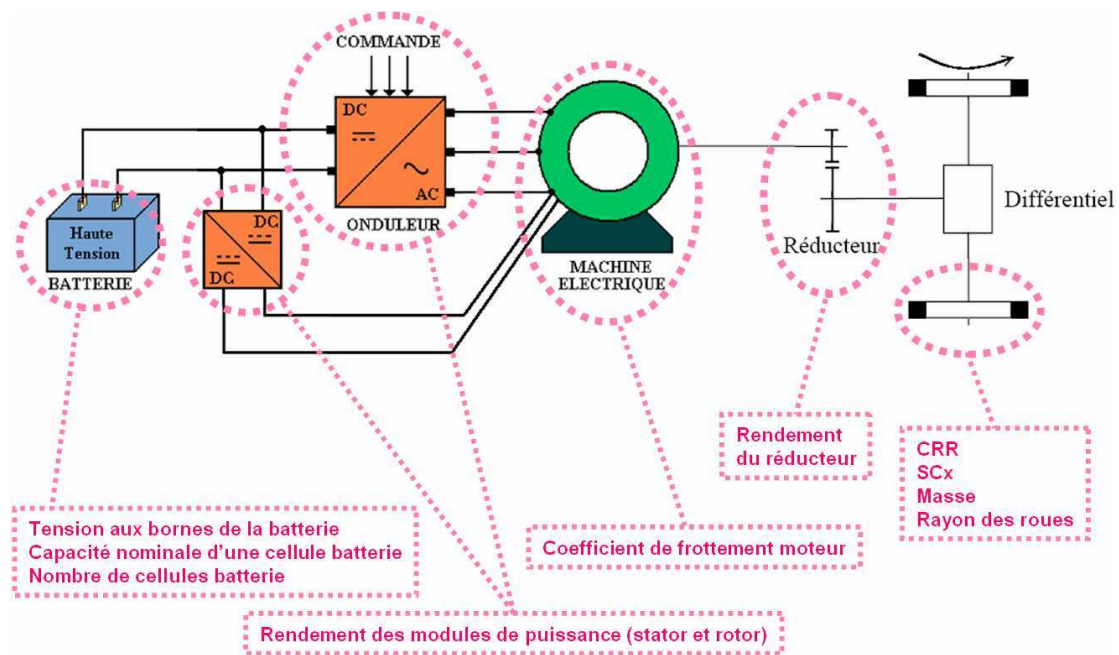 COMMANDE
DC
AC
ONDULEUR
Haute
Tension
BATTERIE
DC
DC
MACHINE
ELECTRIQUE
Réducteur
Différentiel
Rendement
du réducteur
CRR
SCx
Masse
Rayon des roues
Tension aux bornes de la batterie
Capacité nominale d'une cellule batterie
Nombre de cellules batterie
Coefficient de frottement moteur
Rendement des modules de puissance (stator et rotor)